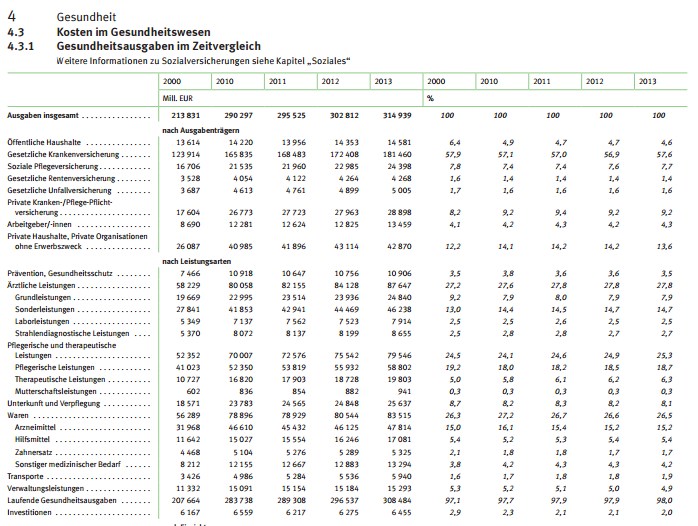 4 Gesundheit
4.3 Kosten im Gesundheitswesen
4.3.1 Gesundheitsausgaben im Zeitvergleich
Weitere Informationen zu Sozialversicherungen siehe Kapitel „Soziales“
2000 2010 2011 2012 2013 2000 2010 2011 2012 2013
Mill. EUR %
Ausgaben insgesamt . . . . . . . . . . . . . . . 213 831 290 297 295 525 302 812 314 939 100 100 100 100 100
nach Ausgabenträgern
Öffentliche Haushalte . . . . . . . . . . . . . . 13 614 14 220 13 956 14 353 14 581 6,4 4,9 4,7 4,7 4,6
Gesetzliche Krankenversicherung . . . . . . . 123 914 165 835 168 483 172 408 181 460 57,9 57,1 57,0 56,9 57,6
Soziale Pflegeversicherung . . . . . . . . . . . 16 706 21 535 21 960 22 985 24 398 7,8 7,4 7,4 7,6 7,7
Gesetzliche Rentenversicherung . . . . . . . . 3 528 4 054 4 122 4 264 4 268 1,6 1,4 1,4 1,4 1,4
Gesetzliche Unfallversicherung . . . . . . . . 3 687 4 613 4 761 4 899 5 005 1,7 1,6 1,6 1,6 1,6
Private Kranken-/Pflege-Pflicht-
versicherung . . . . . . . . . . . . . . . . . . 17 604 26 773 27 723 27 963 28 898 8,2 9,2 9,4 9,2 9,2
Arbeitgeber/-innen . . . . . . . . . . . . . . . 8 690 12 281 12 624 12 825 13 459 4,1 4,2 4,3 4,2 4,3
Private Haushalte, Private Organisationen
ohne Erwerbszweck . . . . . . . . . . . . . . 26 087 40 985 41 896 43 114 42 870 12,2 14,1 14,2 14,2 13,6
nach Leistungsarten
Prävention, Gesundheitsschutz . . . . . . . . 7 466 10 918 10 647 10 756 10 906 3,5 3,8 3,6 3,6 3,5
Ärztliche Leistungen . . . . . . . . . . . . . . . 58 229 80 058 82 155 84 128 87 647 27,2 27,6 27,8 27,8 27,8
Grundleistungen . . . . . . . . . . . . . . . . 19 669 22 995 23 514 23 936 24 840 9,2 7,9 8,0 7,9 7,9
Sonderleistungen . . . . . . . . . . . . . . . 27 841 41 853 42 941 44 469 46 238 13,0 14,4 14,5 14,7 14,7
Laborleistungen . . . . . . . . . . . . . . . . 5 349 7 137 7 562 7 523 7 914 2,5 2,5 2,6 2,5 2,5
Strahlendiagnostische Leistungen . . . . 5 370 8 072 8 137 8 199 8 655 2,5 2,8 2,8 2,7 2,7
Pflegerische und therapeutische
Leistungen . . . . . . . . . . . . . . . . . . . 52 352 70 007 72 576 75 542 79 546 24,5 24,1 24,6 24,9 25,3
Pflegerische Leistungen . . . . . . . . . . . 41 023 52 350 53 819 55 932 58 802 19,2 18,0 18,2 18,5 18,7
Therapeutische Leistungen . . . . . . . . . 10 727 16 820 17 903 18 728 19 803 5,0 5,8 6,1 6,2 6,3
Mutterschaftsleistungen . . . . . . . . . . 602 836 854 882 941 0,3 0,3 0,3 0,3 0,3
Unterkunft und Verpflegung . . . . . . . . . . 18 571 23 783 24 565 24 848 25 637 8,7 8,2 8,3 8,2 8,1
Waren . . . . . . . . . . . . . . . . . . . . . . . 56 289 78 896 78 929 80 544 83 515 26,3 27,2 26,7 26,6 26,5
Arzneimittel . . . . . . . . . . . . . . . . . . . 31 968 46 610 45 432 46 125 47 814 15,0 16,1 15,4 15,2 15,2
Hilfsmittel . . . . . . . . . . . . . . . . . . . . 11 642 15 027 15 554 16 246 17 081 5,4 5,2 5,3 5,4 5,4
Zahnersatz . . . . . . . . . . . . . . . . . . . 4 468 5 104 5 276 5 289 5 325 2,1 1,8 1,8 1,7 1,7
Sonstiger medizinischer Bedarf . . . . . . 8 212 12 155 12 667 12 883 13 294 3,8 4,2 4,3 4,3 4,2
Transporte . . . . . . . . . . . . . . . . . . . . 3 426 4 986 5 284 5 536 5 940 1,6 1,7 1,8 1,8 1,9
Verwaltungsleistungen . . . . . . . . . . . . . 11 332 15 091 15 154 15 184 15 293 5,3 5,2 5,1 5,0 4,9
Laufende Gesundheitsausgaben . . . . . . . 207 664 283 738 289 308 296 537 308 484 97,1 97,7 97,9 97,9 98,0
Investitionen . . . . . . . . . . . . . . . . . . . 6 167 6 559 6 217 6 275 6 455 2,9 2,3 2,1 2,1 2,0